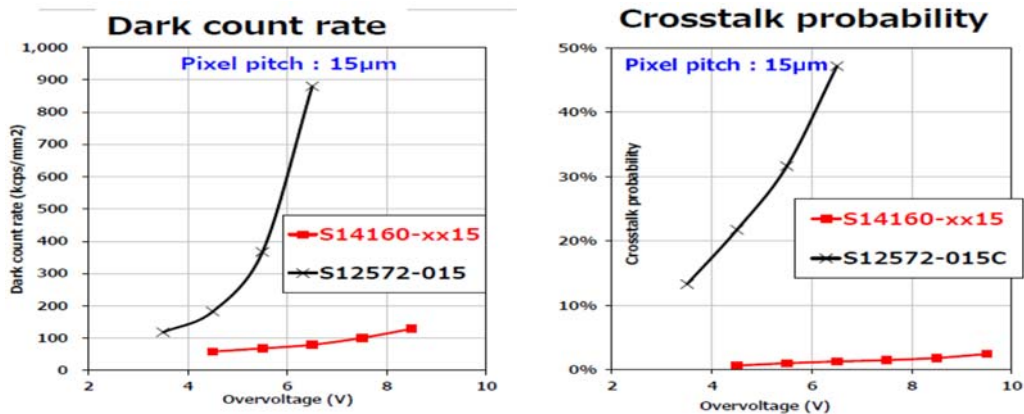 Dark count rate
1,000
900
800
700
600
500
400
300
200
100
0
Dark count rate (kcps/mm2)
Pixel pitch : 15μm
S14160-xx15
S12572-015
2
4
6
8
10
Overvoltage (V)
Crosstalk probability
50%
40%
30%
20%
10%
0%
Crosstalk probability
Pixel pitch : 15μm
S14160-xx15
S12572-015C
2
4
6
8
10
Overvoltage (V)